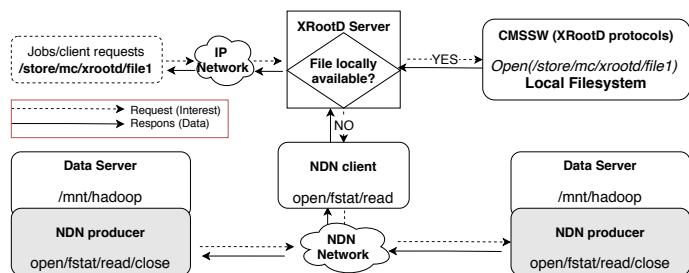 Jobs/client requests
/store/mc/xrootd/file1
IP
Network
XRootD Server
File locally
available?
YES
CMSSW (XRootD protocols)
Open(/store/mc/xrootd/file1)
Local Filesystem
Request (Interest)
Respons (Data)
NO
Data Server
/mnt/hadoop
NDN producer
open/fstat/read/close
NDN client
open/fstat/read
NDN
Network
Data Server
/mnt/hadoop
NDN producer
open/fstat/read/close